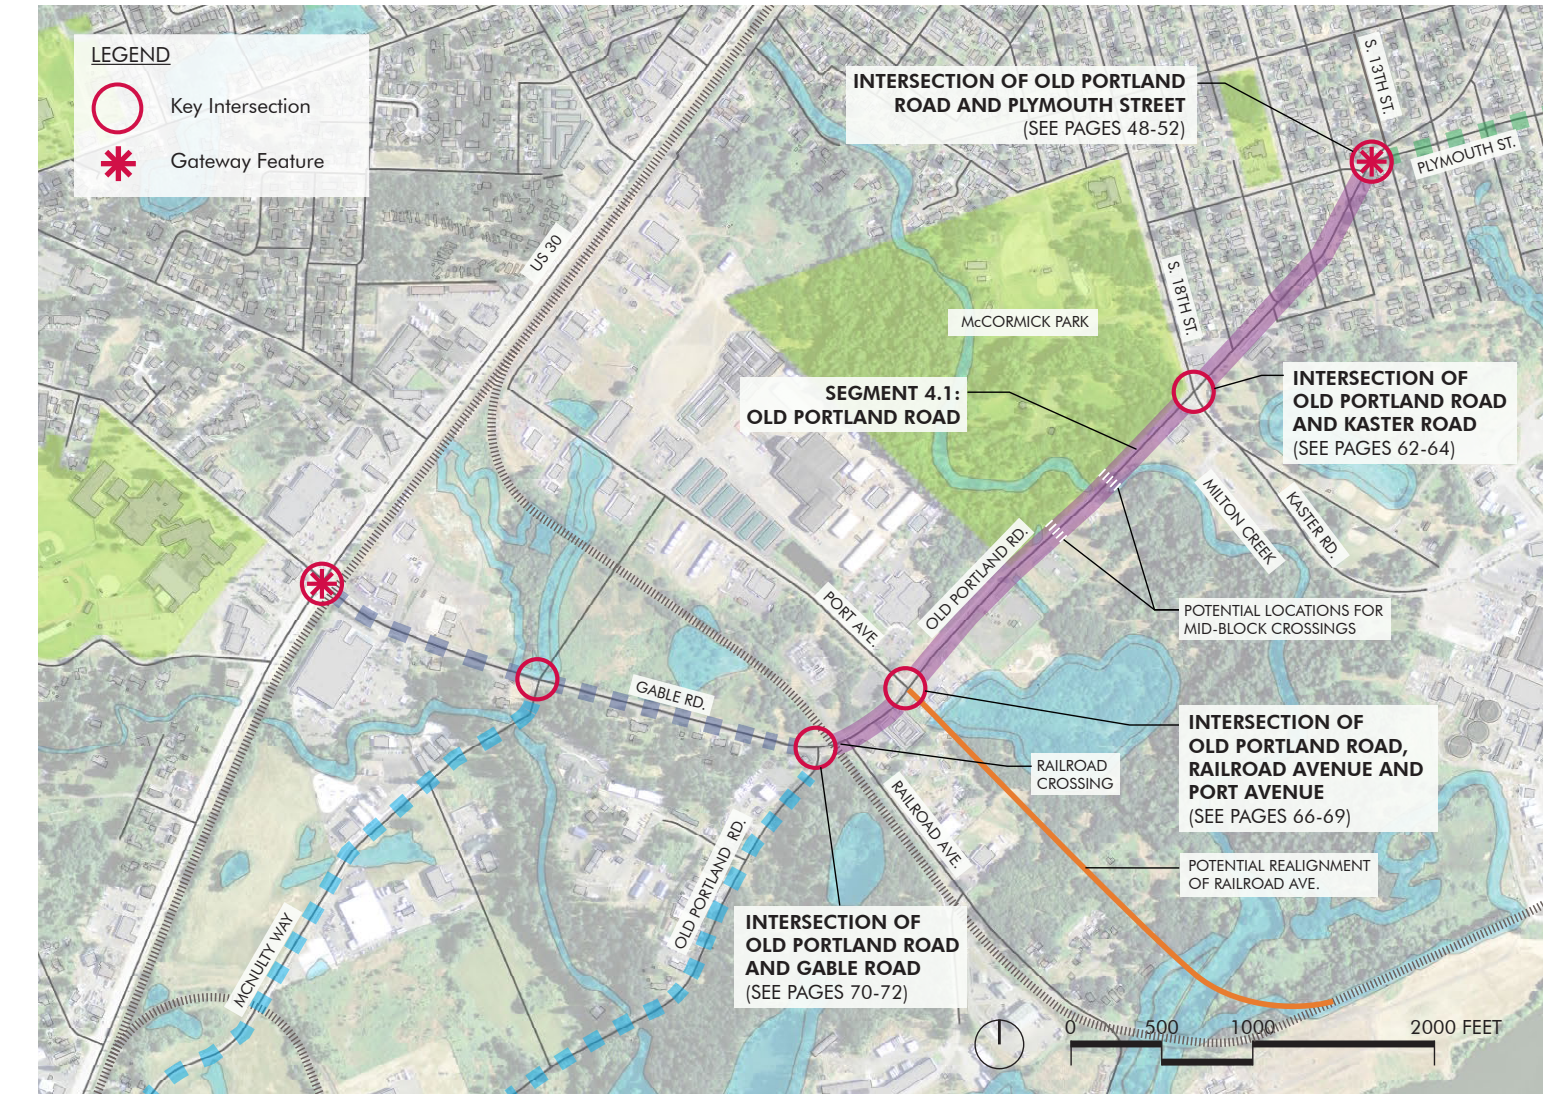 LEGEND
Key Intersection
Gateway Feature
INTERSECTION OF OLD PORTLAND
ROAD AND PLYMOUTH STREET
(SEE PAGES 48-52)
S. 13TH ST.
PLYMOUTH ST.
US 30
S. 18TH ST.
McCORMICK PARK
SEGMENT 4.1:
OLD PORTLAND ROAD
INTERSECTION OF
OLD PORTLAND ROAD
AND KASTER ROAD
(SEE PAGES 62-64)
MILTON CREEK
KASTER RD.
OLD PORTLAND RD.
PORT AVE.
POTENTIAL LOCATIONS FOR
MID-BLOCK CROSSINGS
GABLE RD.
INTERSECTION OF
OLD PORTLAND ROAD,
RAILROAD AVENUE AND
PORT AVENUE
(SEE PAGES 66-69)
RAILROAD
CROSSING
RAILROAD AVE.
OLD PORTLAND RD.
POTENTIAL REALIGNMENT
OF RAILROAD AVE.
MCNULTY WAY
INTERSECTION OF
OLD PORTLAND ROAD
AND GABLE ROAD
(SEE PAGES 70-72)
0 500 1000 2000 FEET